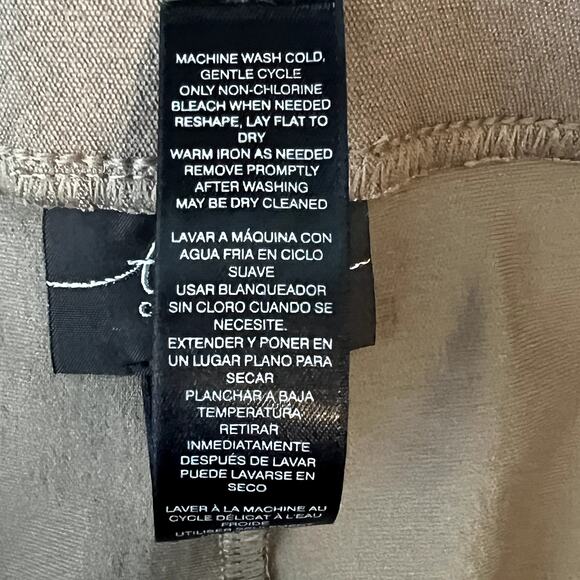 MACHINE WASH COLD,
GENTLE CYCLE
ONLY NON-CHLORINE
BLEACH WHEN NEEDED
RESHAPE, LAY FLAT TO
DRY
WARM IRON AS NEEDED
REMOVE PROMPTLY
AFTER WASHING
MAY BE DRY CLEANED
LAVAR A MÁQUINA CON
AGUA FRIA EN CICLO
SUAVE
USAR BLANQUEADOR
SIN CLORO CUANDO SE
NECESITE.
EXTENDER Y PONER EN
UN LUGAR PLANO PARA
SECAR
PLANCHAR A BAJA
TEMPERATURA
RETIRAR
INMEDIATAMENTE
DESPUÉS DE LAVAR
PUEDE LAVARSE EN
SECO
LAVER À LA MACHINE AU
CYCLE DÉLICAT À L'EAU
FROIDE
UTILISER